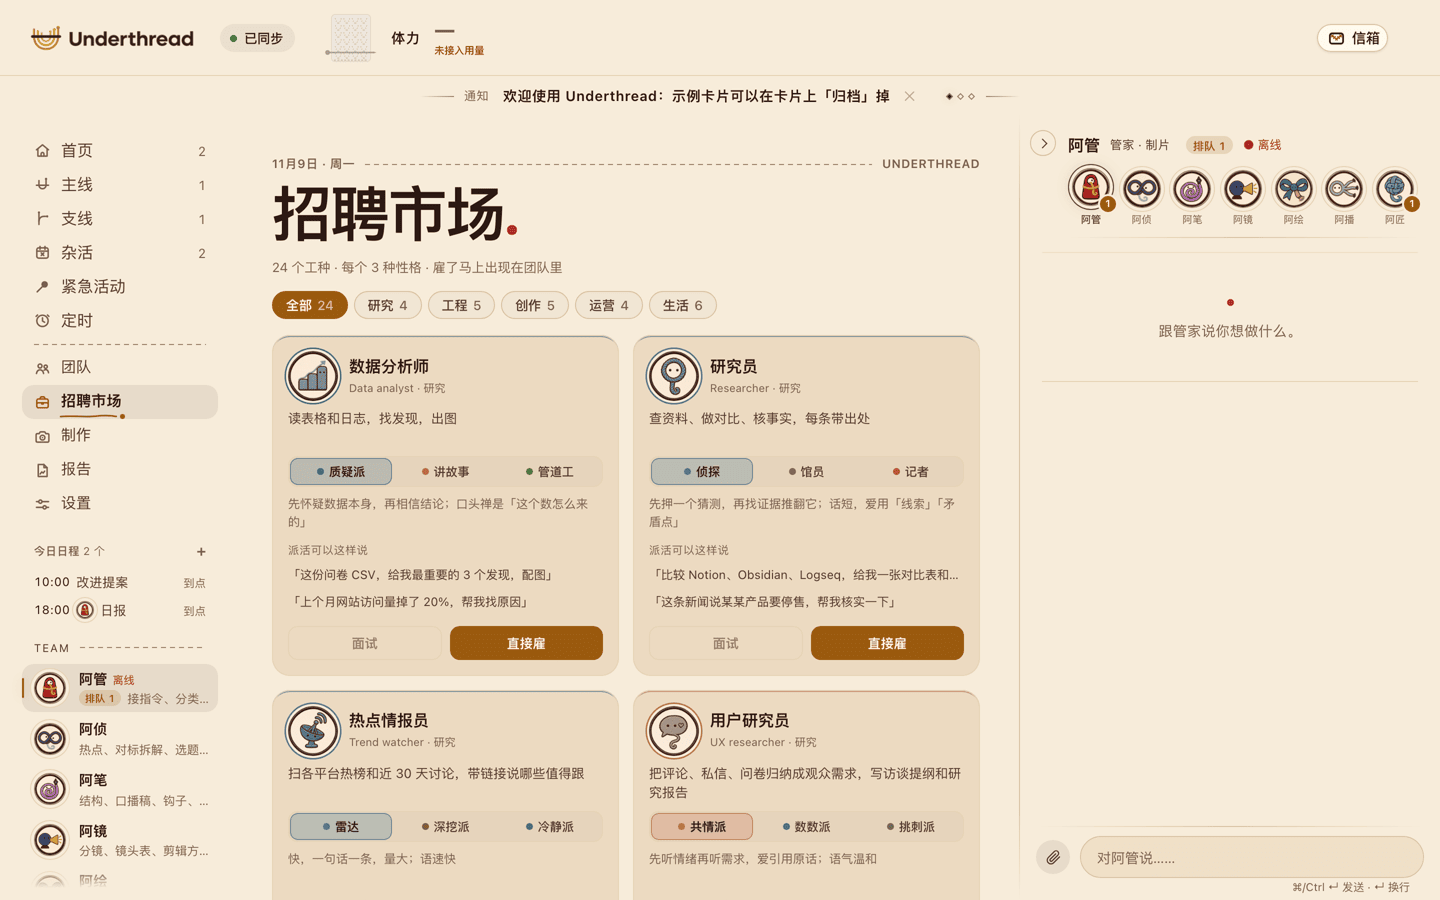 Underthread
已同步
体力
未接入用量
信箱
通知 欢迎使用 Underthread：示例卡片可以在卡片上「归档」掉
首页 2
主线 1
支线 1
杂活 2
紧急活动
定时
团队
招聘市场
制作
报告
设置
今日日程 2 个 +
10:00 改进提案 到点
18:00 日报 到点
TEAM
阿管 离线
排队 1 接指令、分类...
阿侦
热点、对标拆解、选题...
阿笔
结构、口播稿、钩子、...
阿镜
分镜、镜头表、剪辑方...
阿绘
11月9日 · 周一 UNDERTHREAD
招聘市场
24 个工种 · 每个 3 种性格 · 雇了马上出现在团队里
全部 24 研究 4 工程 5 创作 5 运营 4 生活 6
数据分析师
Data analyst · 研究
读表格和日志，找发现，出图
质疑派 讲故事 管道工
先怀疑数据本身，再相信结论；口头禅是「这个数怎么来
的」
派活可以这样说
「这份问卷 CSV，给我最重要的 3 个发现，配图」
「上个月网站访问量掉了 20%，帮我找原因」
面试 直接雇
研究员
Researcher · 研究
查资料、做对比、核事实，每条带出处
侦探 馆员 记者
先押一个猜测，再找证据推翻它；话短，爱用「线索」「矛
盾点」
派活可以这样说
「比较 Notion、Obsidian、Logseq，给我一张对比表和...
「这条新闻说某某产品要停售，帮我核实一下」
面试 直接雇
热点情报员
Trend watcher · 研究
扫各平台热榜和近 30 天讨论，带链接说哪些值得跟
雷达 深挖派 冷静派
快，一句话一条，量大；语速快
用户研究员
UX researcher · 研究
把评论、私信、问卷归纳成观众需求，写访谈提纲和研
究报告
共情派 数数派 挑刺派
先听情绪再听需求，爱引用原话；语气温和
阿管 管家 · 制片 排队 1 离线
1 1
阿管 阿侦 阿笔 阿镜 阿绘 阿播 阿匠
跟管家说你想做什么。
对阿管说......
⌘/Ctrl ↵ 发送 · ↵ 换行